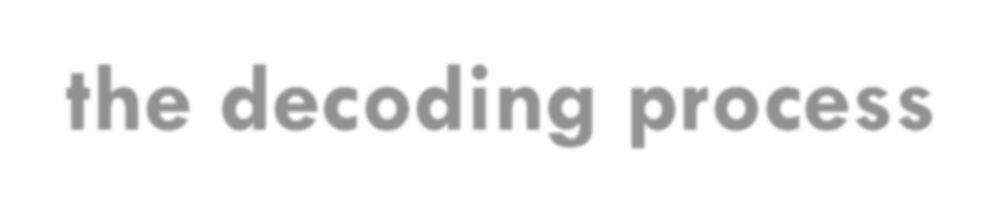 the decoding process